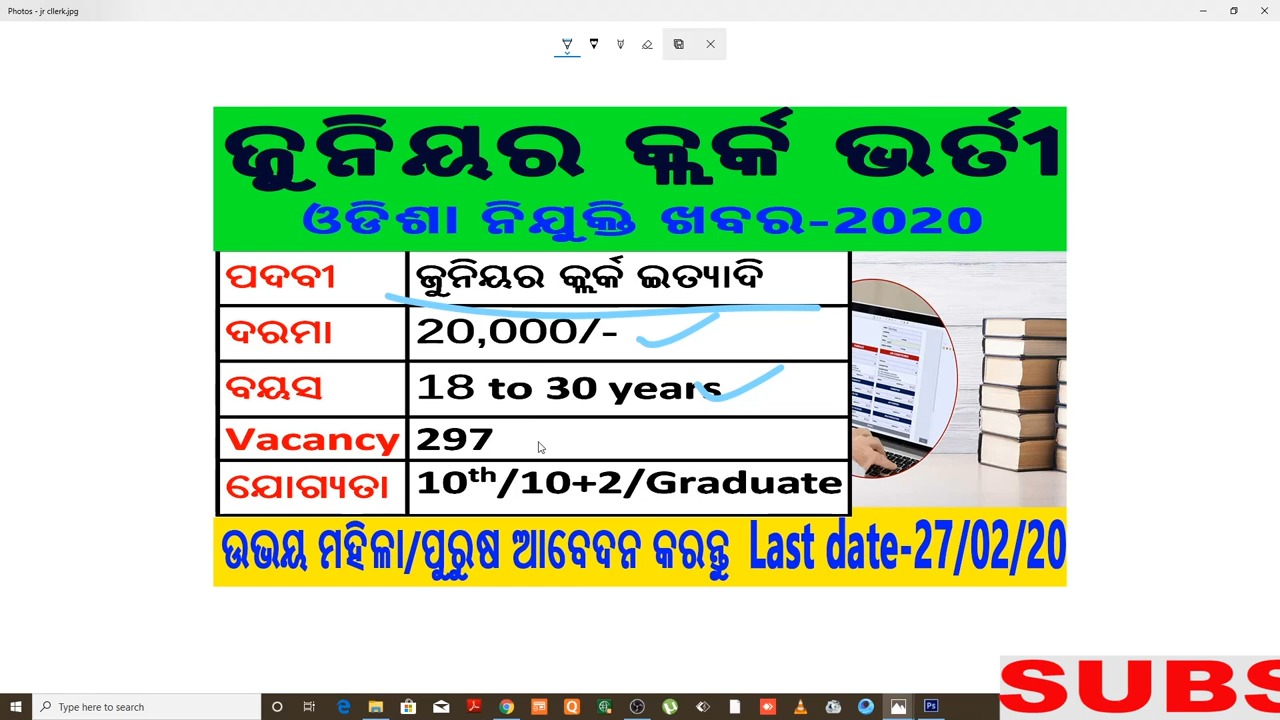 Photos - jr cllerk.jpg
ଜୁନିୟର କ୍ଲର୍କ ଭର୍ତୀ
ଓଡିଶା ନିଯୁକ୍ତି ଖବର-2020
ପଦବୀ ଜୁନିୟର କ୍ଲର୍କ ଇତ୍ୟାଦି
ଦରମା 20,000/-
ବୟସ 18 to 30 years
Vacancy 297
ଯୋଗ୍ୟତା 10th/10+2/Graduate
ଉଭୟ ମହିଳା/ପୁରୁଷ ଆବେଦନ କରନ୍ତୁ Last date-27/02/20
SUBS
Type here to search